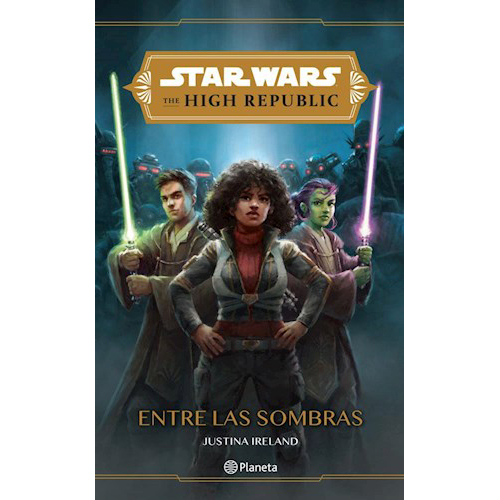 STAR WARS
THE HIGH REPUBLIC
ENTRE LAS SOMBRAS
JUSTINA IRELAND
Planeta